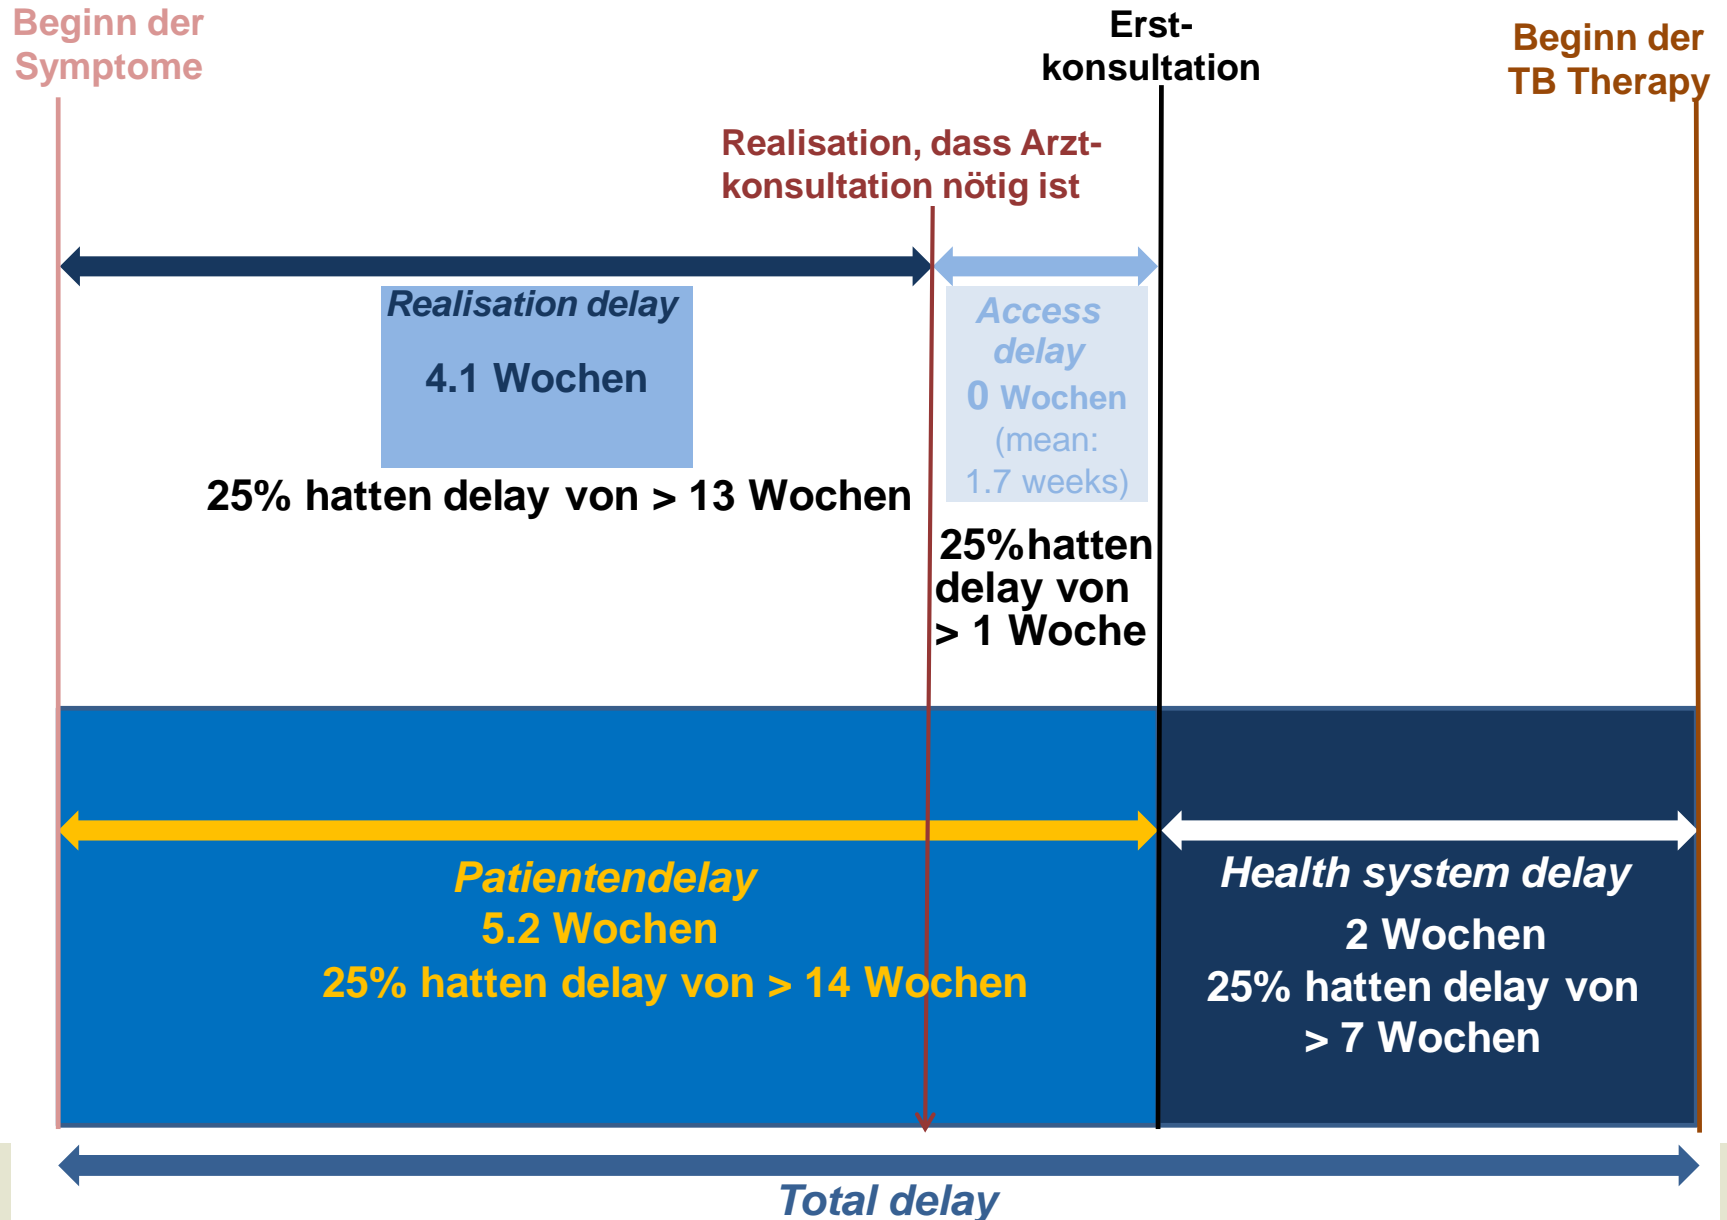 Beginn der
Symptome
Erst-
konsultation
Beginn der
TB Therapy
Realisation, dass Arzt-
konsultation nötig ist
Realisation delay
4.1 Wochen
25% hatten delay von > 13 Wochen
Access
delay
0 Wochen
(mean:
1.7 weeks)
25%hatten
delay von
> 1 Woche
Patientendelay
5.2 Wochen
25% hatten delay von > 14 Wochen
Health system delay
2 Wochen
25% hatten delay von
> 7 Wochen
Total delay